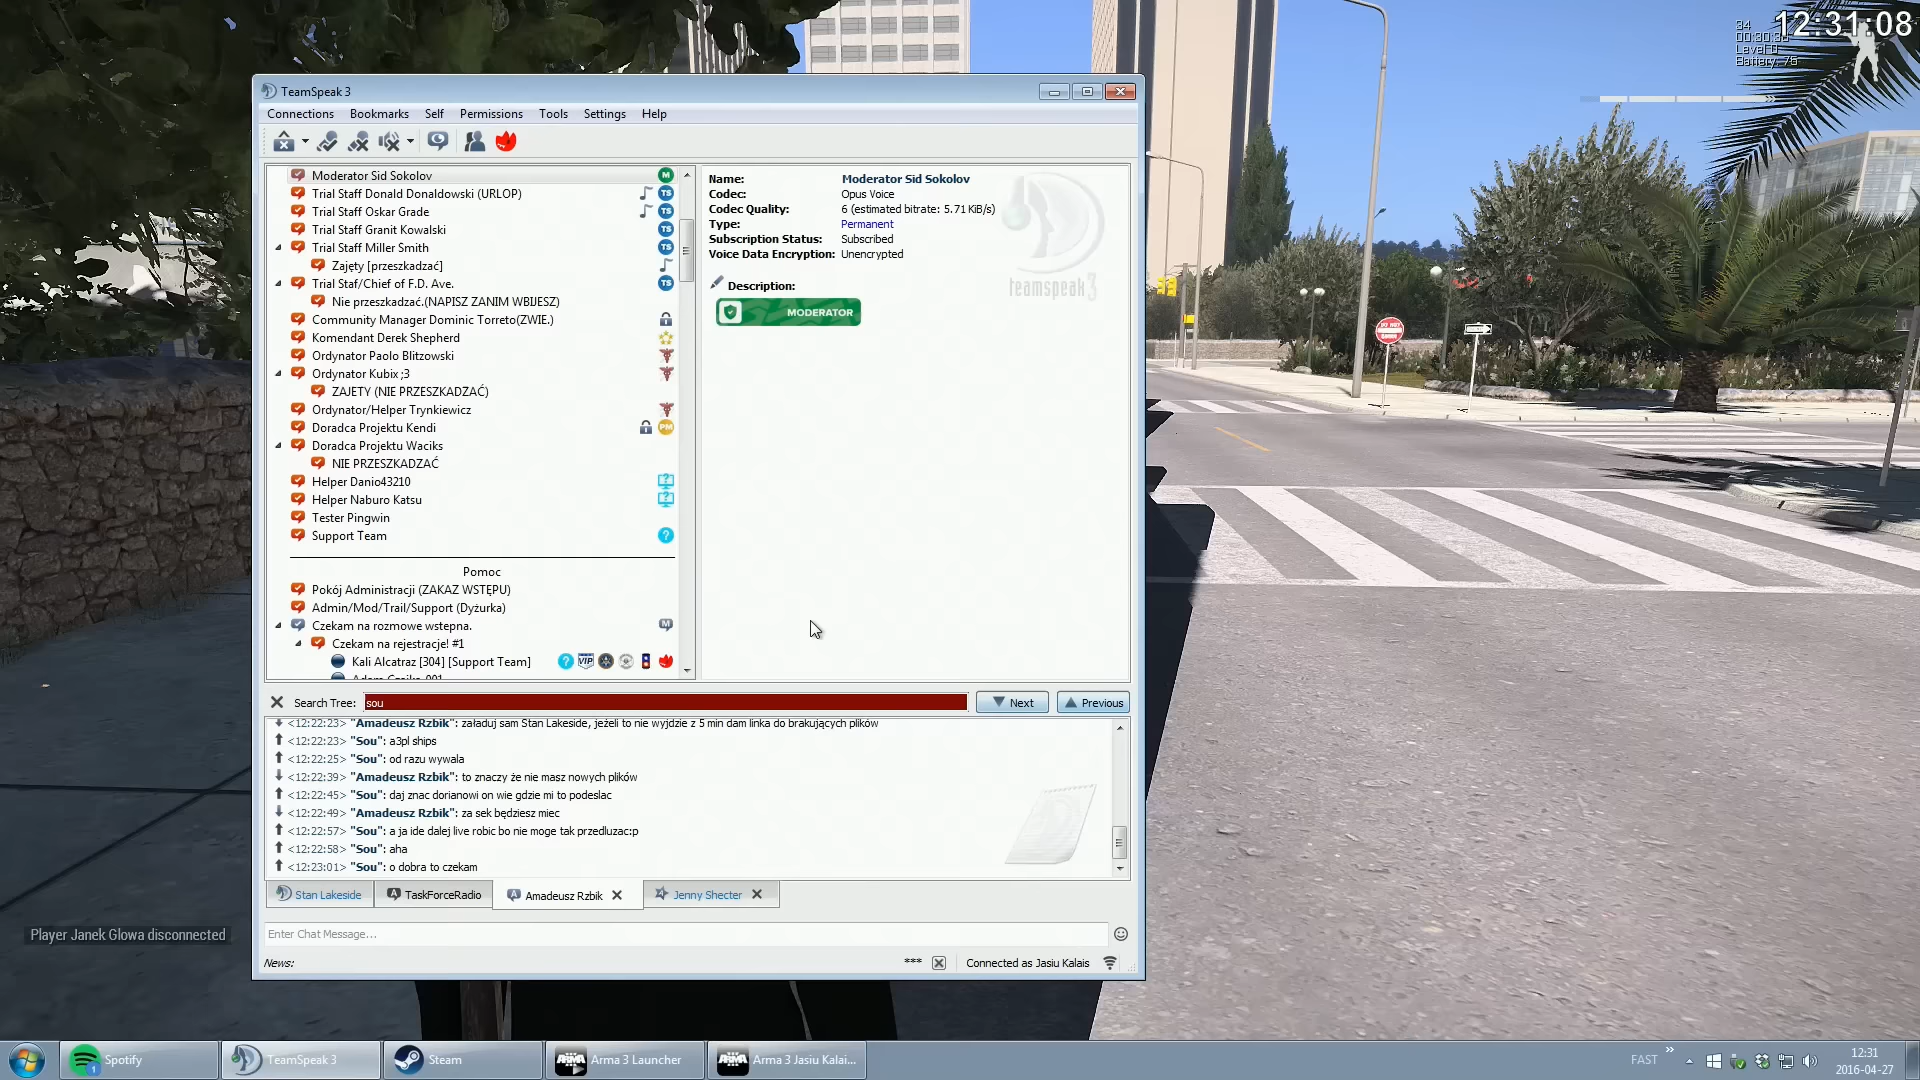 12:31:08
34
Level 0
Battery: 75
TeamSpeak 3
Connections Bookmarks Self Permissions Tools Settings Help
Moderator Sid Sokolov
Trial Staff Donald Donaldowski (URLOP)
Trial Staff Oskar Grade
Trial Staff Granit Kowalski
Trial Staff Miller Smith
Zajęty [przeszkadzać]
Trial Staf/Chief of F.D. Ave.
Nie przeszkadzać.(NAPISZ ZANIM WBIJESZ)
Community Manager Dominic Torreto(ZWIE.)
Komendant Derek Shepherd
Ordynator Paolo Blitzowski
Ordynator Kubix ;3
ZAJETY (NIE PRZESZKADZAĆ)
Ordynator/Helper Trynkiewicz
Doradca Projektu Kendi
Doradca Projektu Waciks
NIE PRZESZKADZAĆ
Helper Danio43210
Helper Naburo Katsu
Tester Pingwin
Support Team
Pomoc
Pokój Administracji (ZAKAZ WSTĘPU)
Admin/Mod/Trail/Support (Dyżurka)
Czekam na rozmowe wstepna.
Czekam na rejestracje! #1
Kali Alcatraz [304] [Support Team]
VIP
Name: Moderator Sid Sokolov
Codec: Opus Voice
Codec Quality: 6 (estimated bitrate: 5.71 KiB/s)
Type: Permanent
Subscription Status: Subscribed
Voice Data Encryption: Unencrypted
Description:
MODERATOR
teamspeak3
Search Tree: sou
Next
Previous
<12:22:23> "Amadeusz Rzbik": załaduj sam Stan Lakeside, jeżeli to nie wyjdzie z 5 min dam linka do brakujących plików
<12:22:23> "Sou": a3pl ships
<12:22:25> "Sou": od razu wywala
<12:22:39> "Amadeusz Rzbik": to znaczy że nie masz nowych plików
<12:22:45> "Sou": daj znac dorianowi on wie gdzie mi to podeslac
<12:22:49> "Amadeusz Rzbik": za sek będziesz miec
<12:22:57> "Sou": a ja ide dalej live robic bo nie moge tak przedluzac:p
<12:22:58> "Sou": aha
<12:23:01> "Sou": o dobra to czekam
Stan Lakeside TaskForceRadio Amadeusz Rzbik Jenny Shecter
Enter Chat Message...
News: *** Connected as Jasiu Kalais
Player Janek Glowa disconnected
Spotify
TeamSpeak 3
Steam
Arma 3 Launcher
Arma 3 Jasiu Kalai...
FAST
12:31
2016-04-27